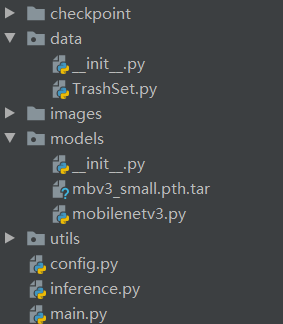 checkpoint
data
__init__.py
TrashSet.py
images
models
__init__.py
mbv3_small.pth.tar
mobilenetv3.py
utils
config.py
inference.py
main.py